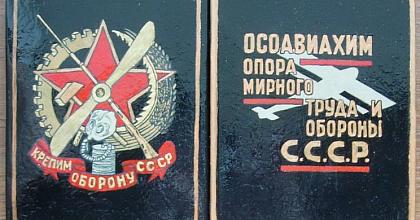 КРЕПИМ ОБОРОНУ СССР
ОСОАВИАХИМ
ОПОРА
МИРНОГО
ТРУДА И
ОБОРОНЫ
С.С.С.Р.